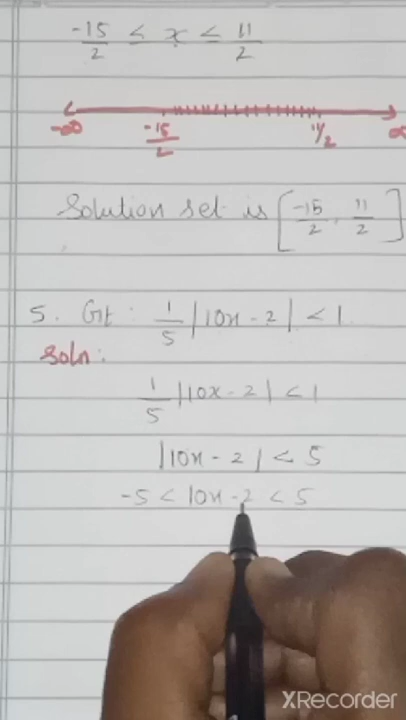 -15/2 ≤ x ≤ 11/2
-∞ -15/2 11/2 ∞
Solution set is [-15/2, 11/2]
5. Gt : 1/5 |10x - 2| < 1
Soln:
1/5 |10x - 2| < 1
|10x - 2| < 5
-5 < 10x - 2 < 5
XRecorder